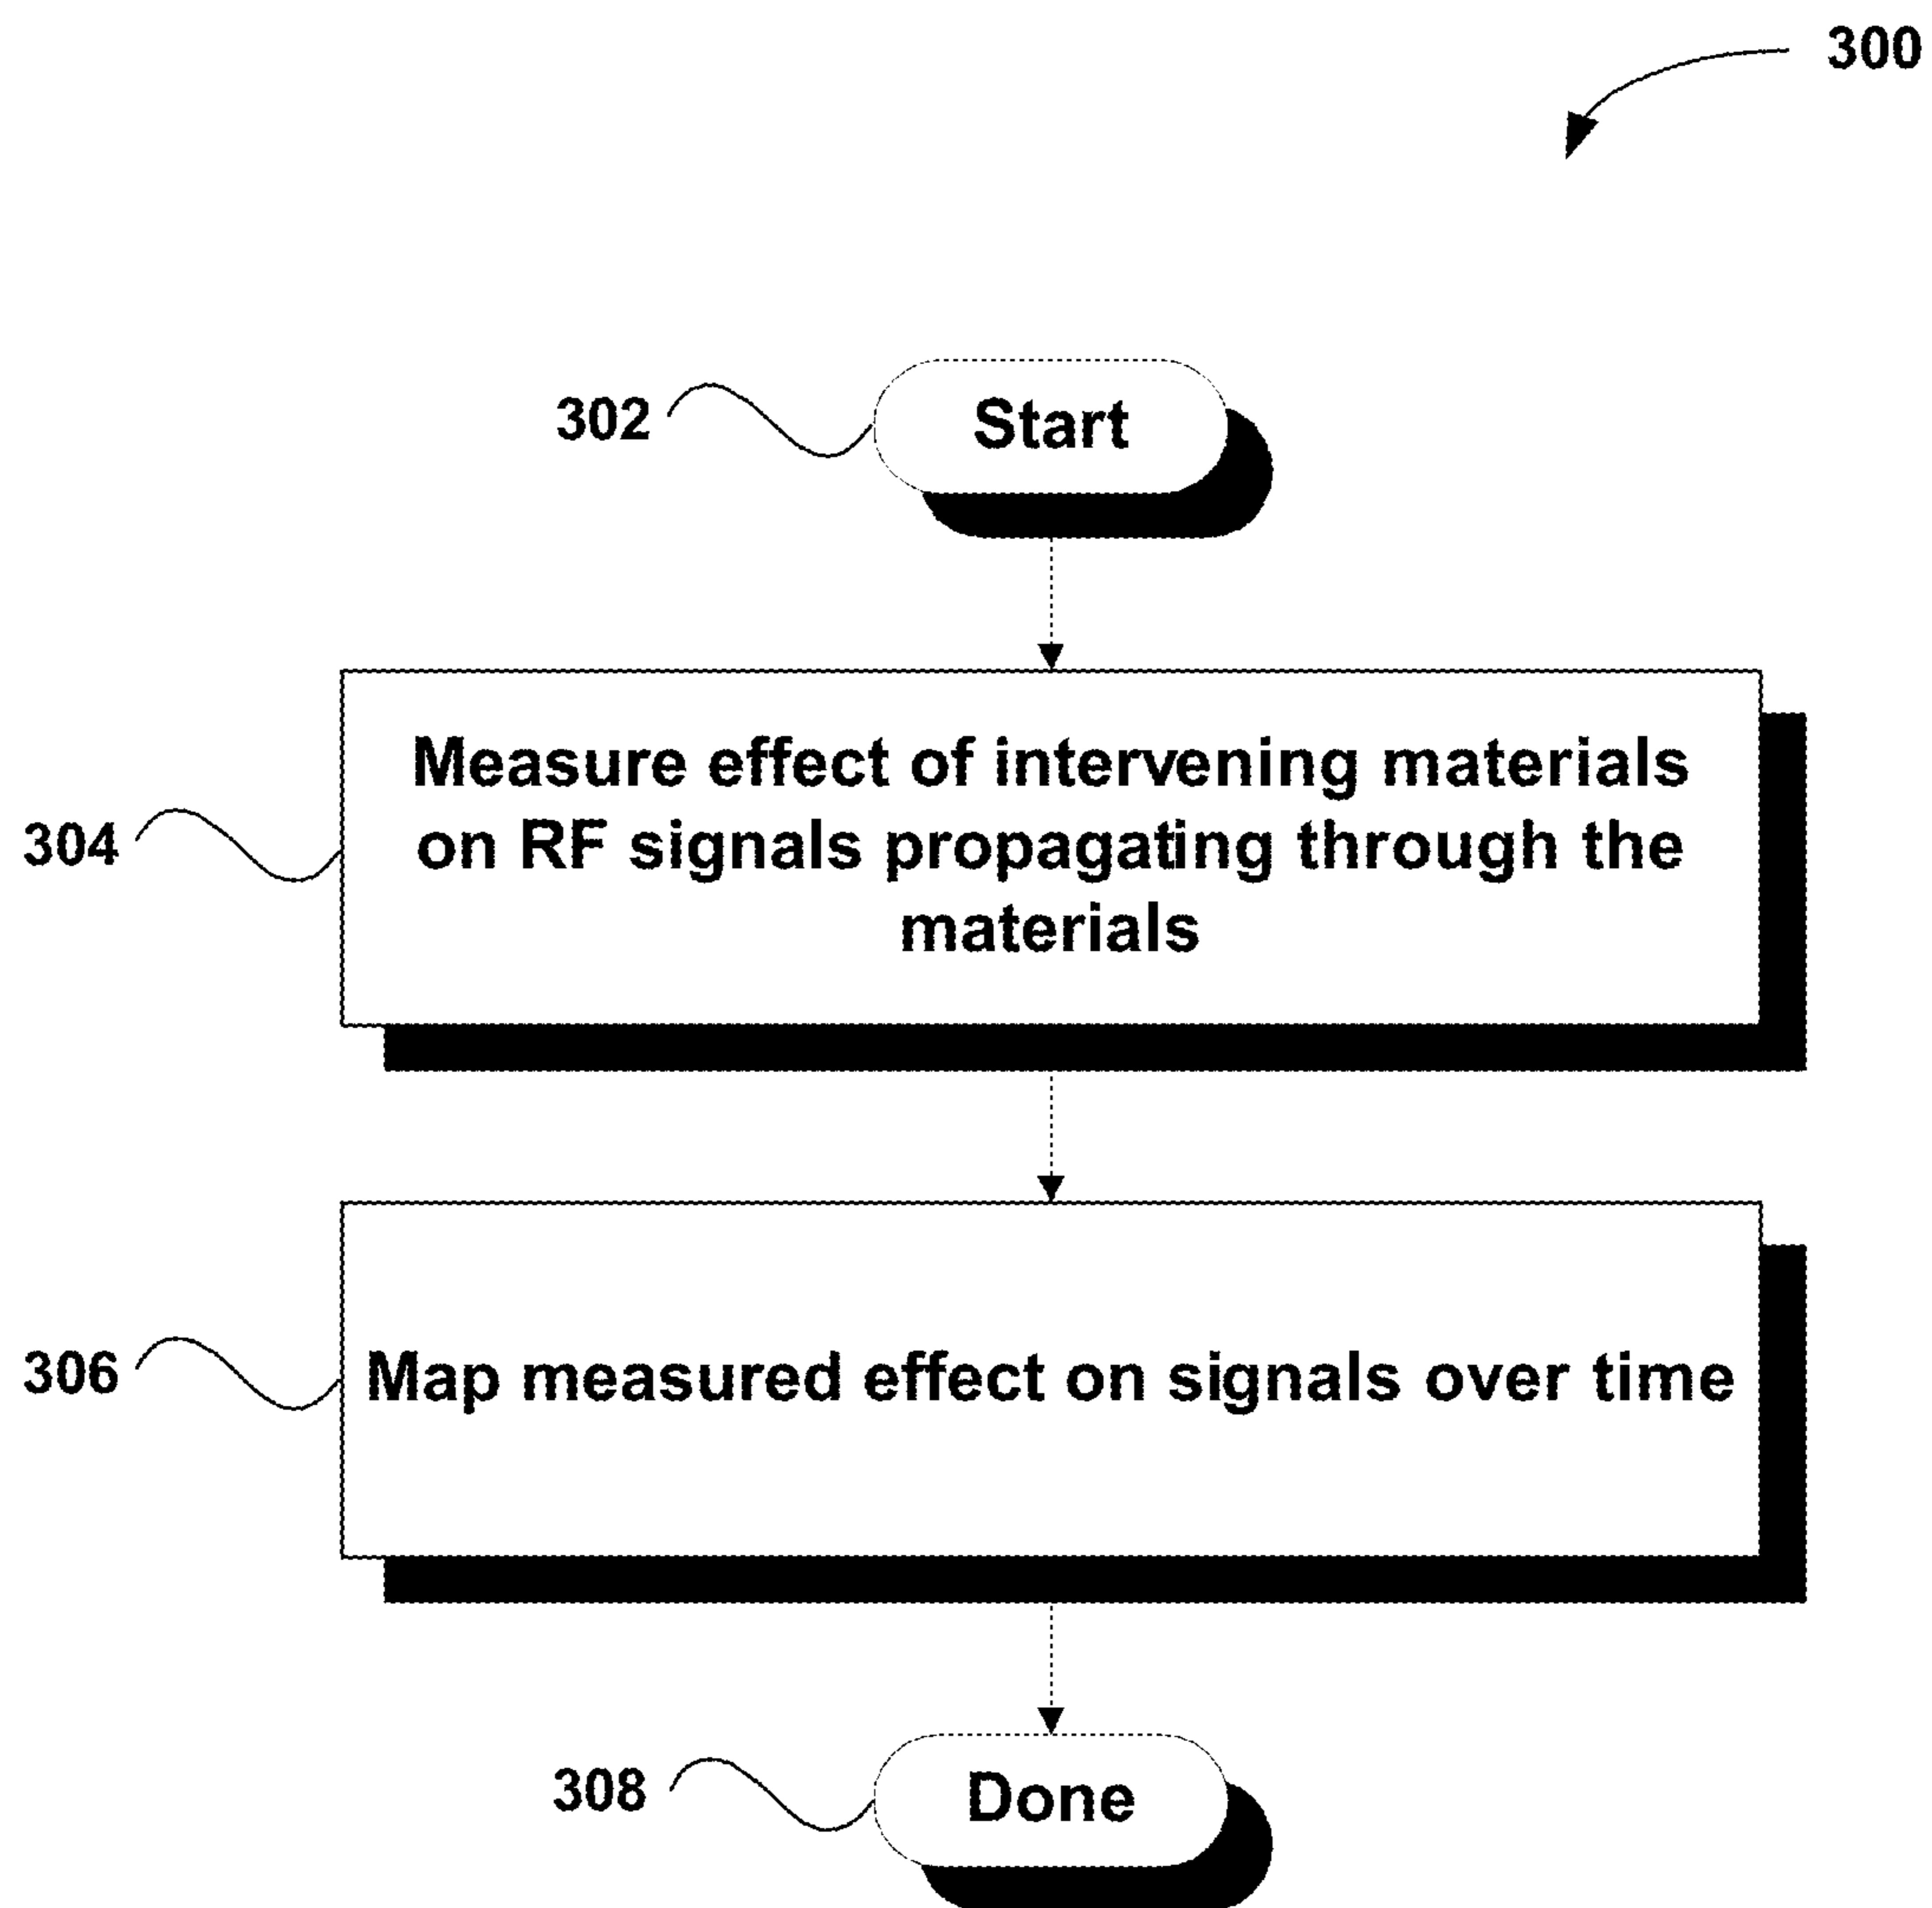 300
302
Start
304
Measure effect of intervening materials
on RF signals propagating through the
materials
306
Map measured effect on signals over time
308
Done